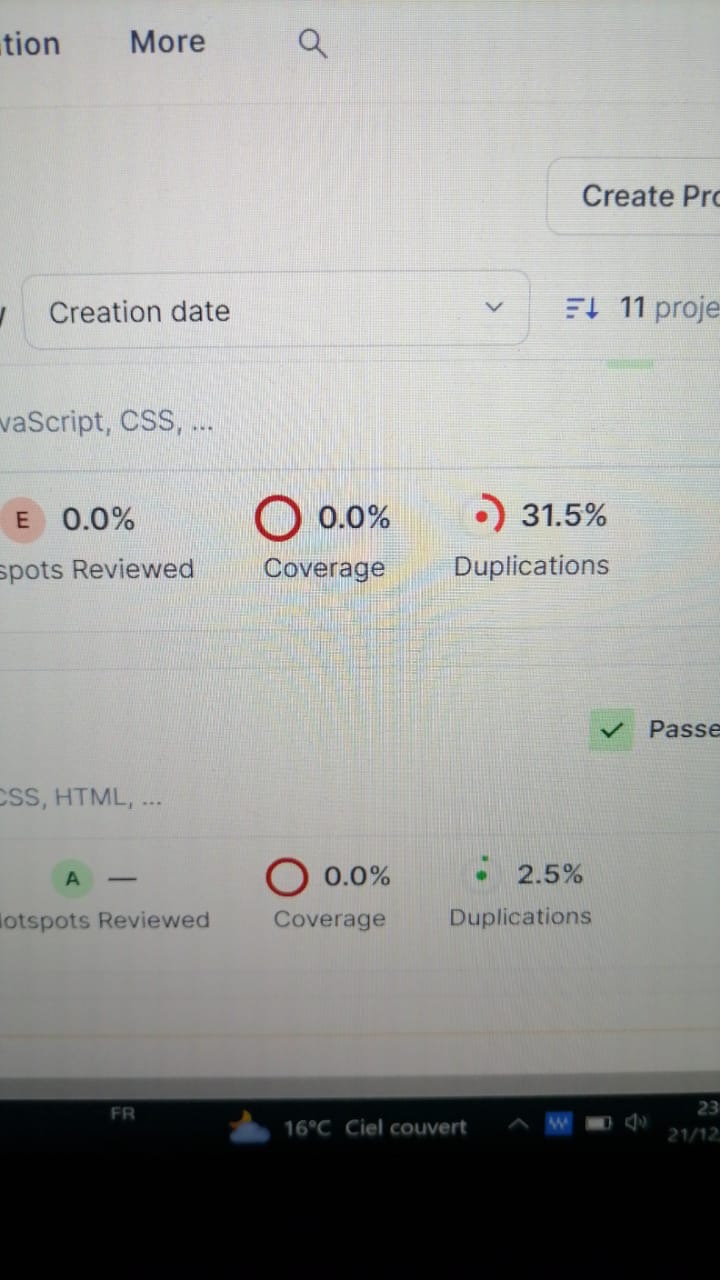 tion More
Create Pro
Creation date 11 proje
vaScript, CSS, ...
E 0.0% 0.0% 31.5%
spots Reviewed Coverage Duplications
Passe
CSS, HTML, ...
A — 0.0% 2.5%
lotspots Reviewed Coverage Duplications
FR 16°C Ciel couvert 23
21/12